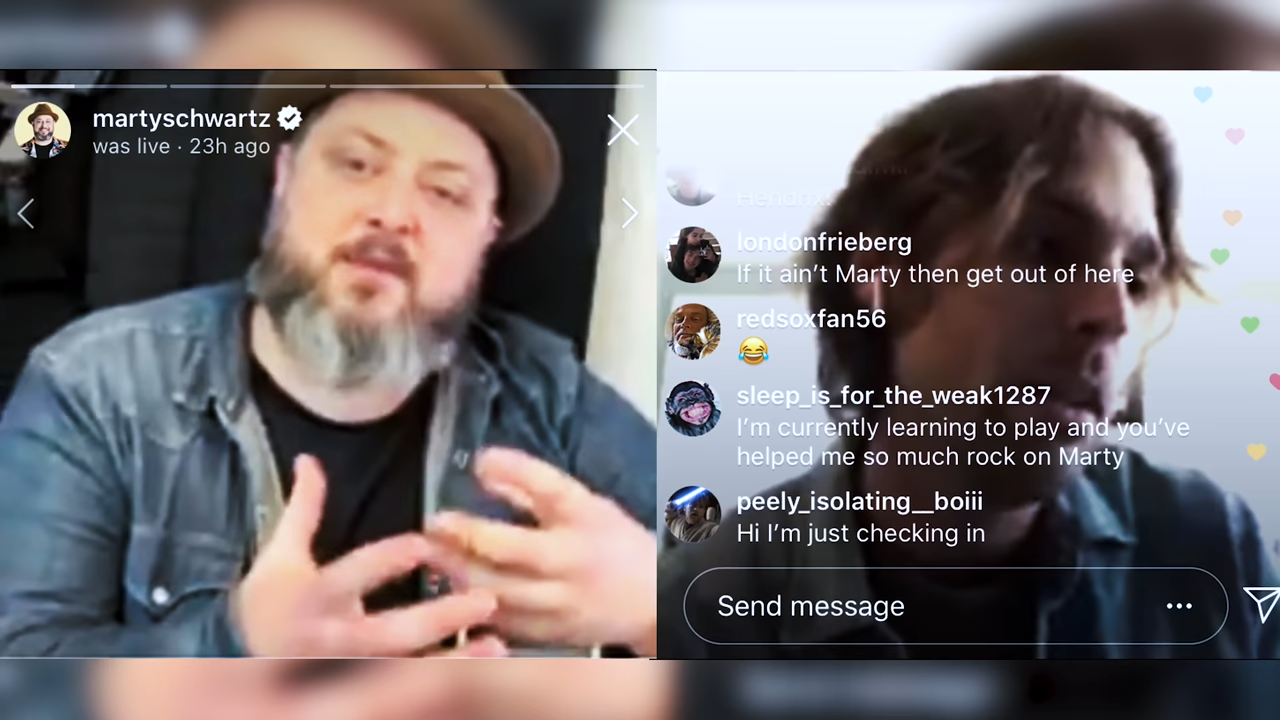 martyschwartz
was live · 23h ago
Hendrix!
londonfrieberg
If it ain’t Marty then get out of here
redsoxfan56
😂
sleep_is_for_the_weak1287
I’m currently learning to play and you’ve
helped me so much rock on Marty
peely_isolating__boiii
Hi I’m just checking in
Send message